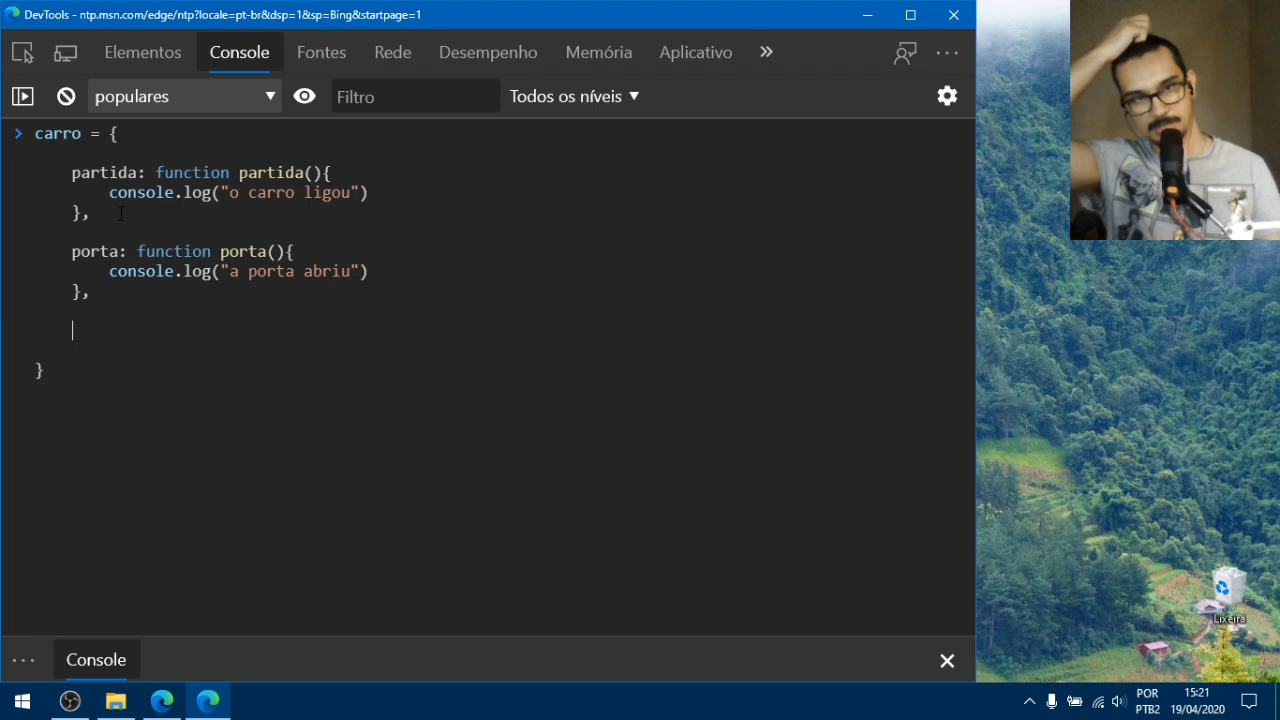 DevTools - ntp.msn.com/edge/ntp?locale=pt-br&dsp=1&sp=Bing&startpage=1
Elementos Console Fontes Rede Desempenho Memória Aplicativo »
populares Filtro Todos os níveis
> carro = {
partida: function partida(){
console.log("o carro ligou")
},
porta: function porta(){
console.log("a porta abriu")
},
}
Console
Lixeira
POR 15:21
PTB2 19/04/2020